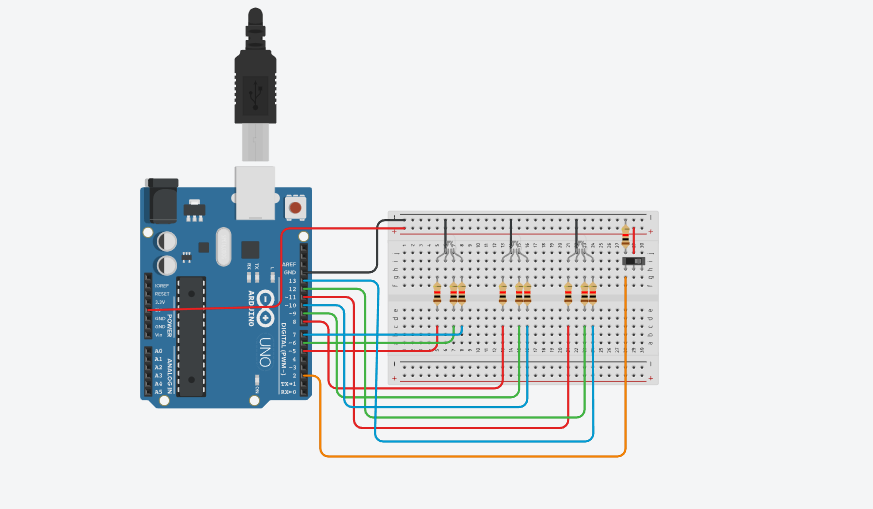 AREF
GND
13
12
~11
~10
~9
8
7
~6
~5
4
~3
2
TX→1
RX←0
DIGITAL (PWM~)
IOREF
RESET
3.3V
GND
GND
Vin
POWER
A0
A1
A2
A3
A4
A5
ANALOG IN
RX
TX
L
ARDUINO
UNO
ON